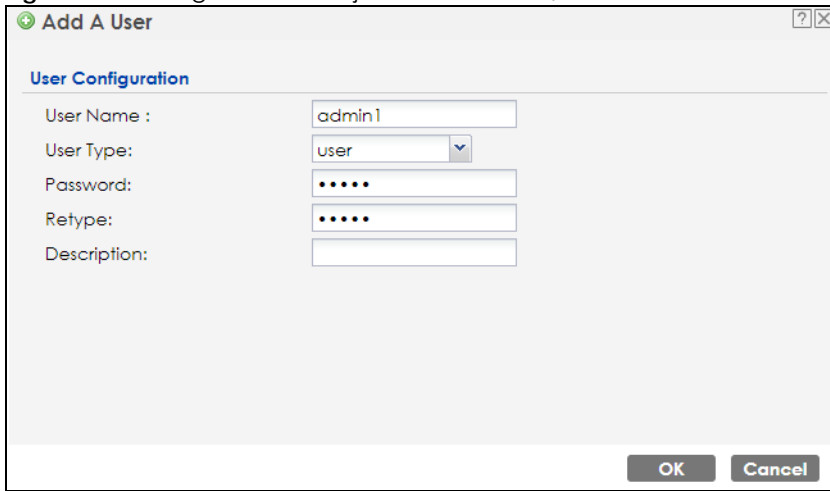 Add A User
User Configuration
User Name : admin1
User Type: user
Password: •••••
Retype: •••••
Description:
OK Cancel